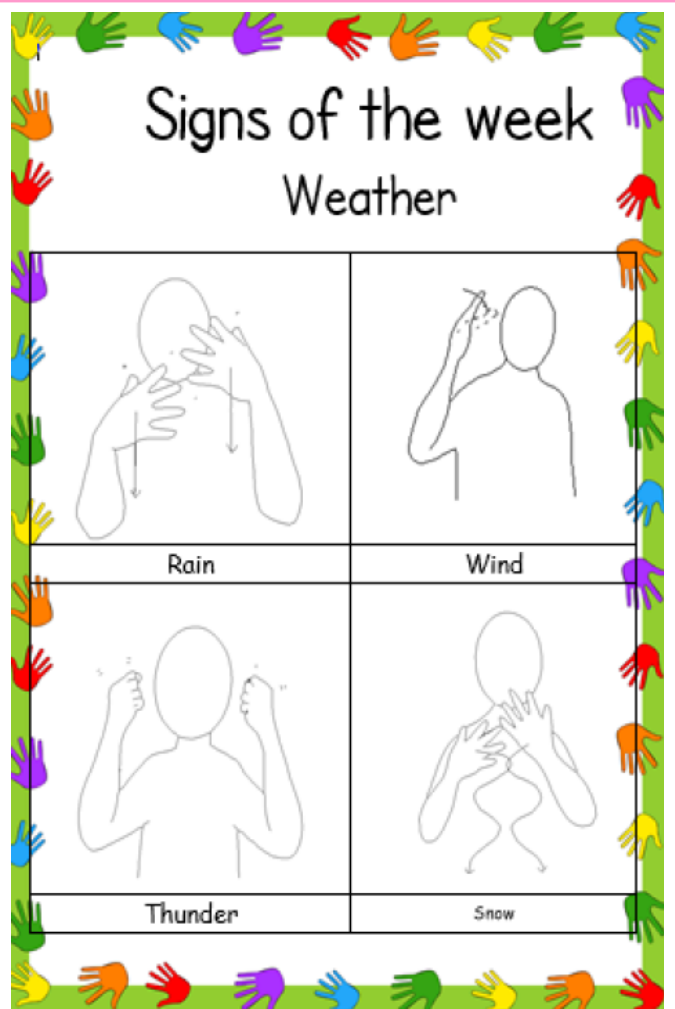 Signs of the week
Weather
Rain
Wind
Thunder
Snow